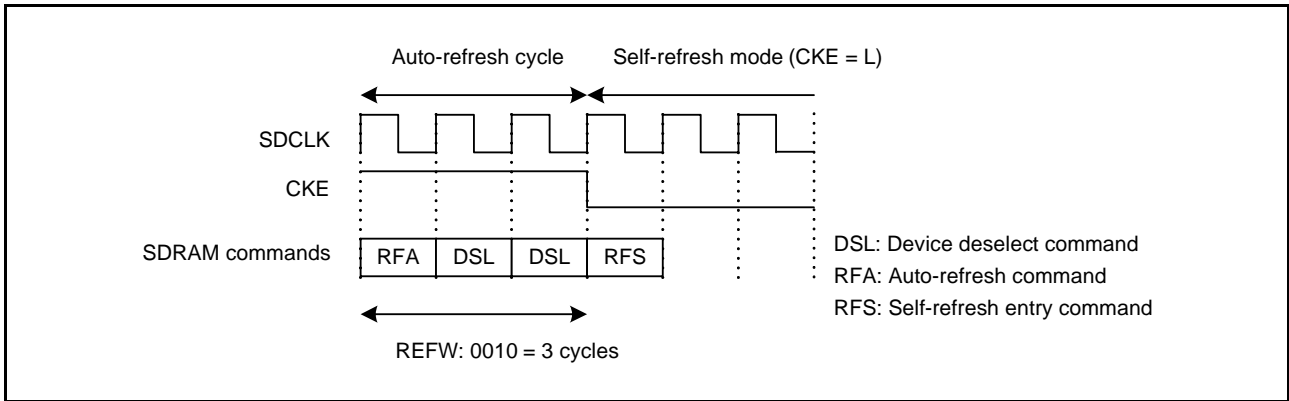 Auto-refresh cycle Self-refresh mode (CKE = L)
SDCLK
CKE
SDRAM commands RFA DSL DSL RFS
DSL: Device deselect command
RFA: Auto-refresh command
RFS: Self-refresh entry command
REFW: 0010 = 3 cycles